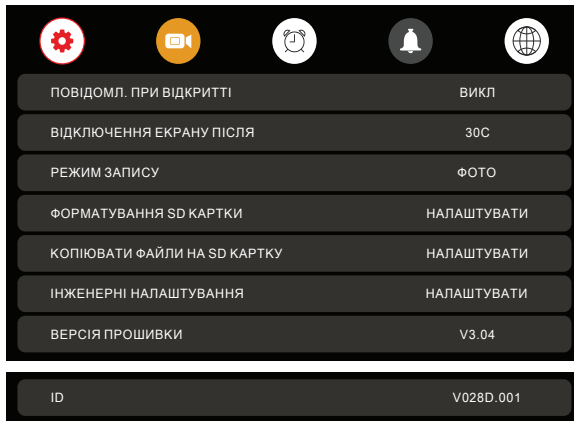 ПОВІДОМЛ. ПРИ ВІДКРИТТІ ВИКЛ
ВІДКЛЮЧЕННЯ ЕКРАНУ ПІСЛЯ 30С
РЕЖИМ ЗАПИСУ ФОТО
ФОРМАТУВАННЯ SD КАРТКИ НАЛАШТУВАТИ
КОПІЮВАТИ ФАЙЛИ НА SD КАРТКУ НАЛАШТУВАТИ
ІНЖЕНЕРНІ НАЛАШТУВАННЯ НАЛАШТУВАТИ
ВЕРСІЯ ПРОШИВКИ V3.04
ID V028D.001